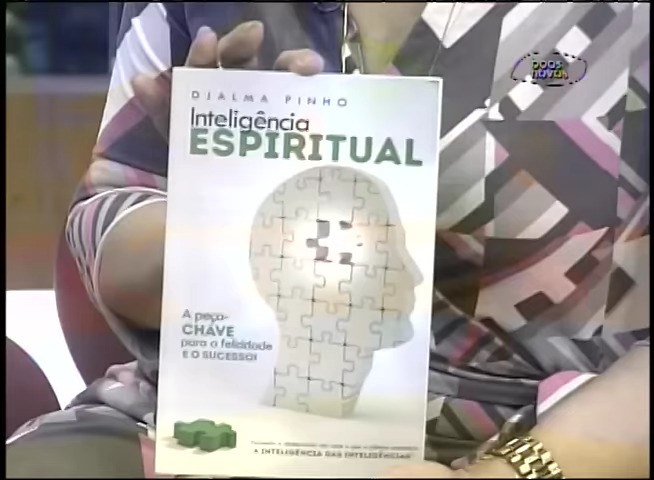 DJALMA PINHO
Inteligência
ESPIRITUAL
A peça-
CHAVE
para a felicidade
E O SUCESSO!
A INTELIGÊNCIA DAS INTELIGÊNCIAS
BOAS
NOVAS